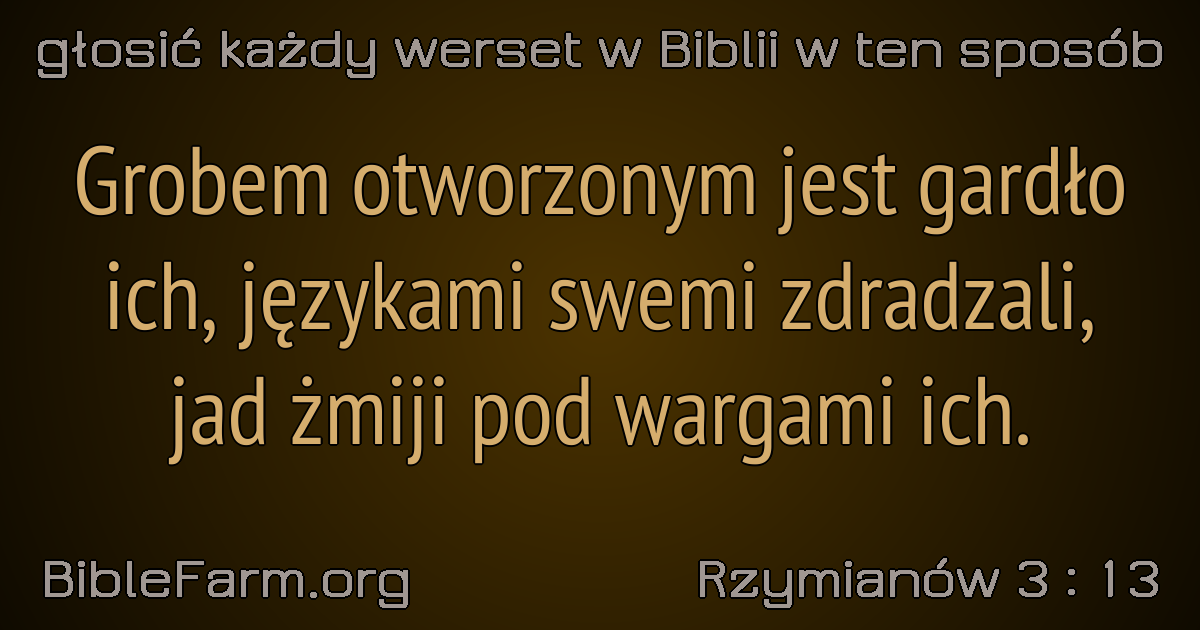 głosić każdy werset w Biblii w ten sposób
Grobem otworzonym jest gardło
ich, językami swemi zdradzali,
jad żmiji pod wargami ich.
BibleFarm.org
Rzymianów 3 : 13